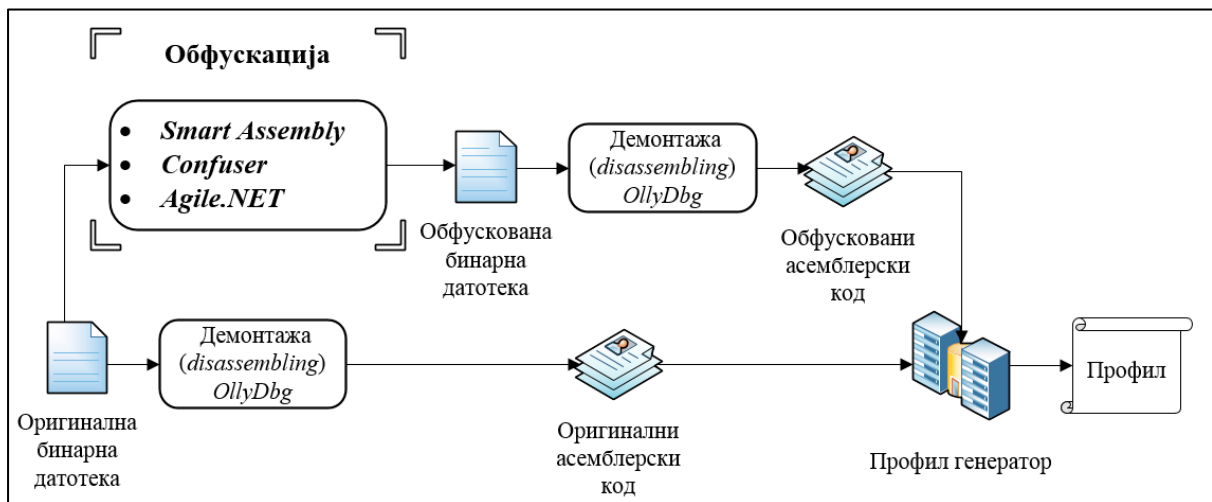 Обфускација
• Smart Assembly
• Confuser
• Agile.NET
Обфускована
бинарна
датотека
Демонтажа
(disassembling)
OllyDbg
Обфусковани
асемблерски
код
Оригинална
бинарна
датотека
Демонтажа
(disassembling)
OllyDbg
Оригинални
асемблерски
код
Профил генератор
Профил